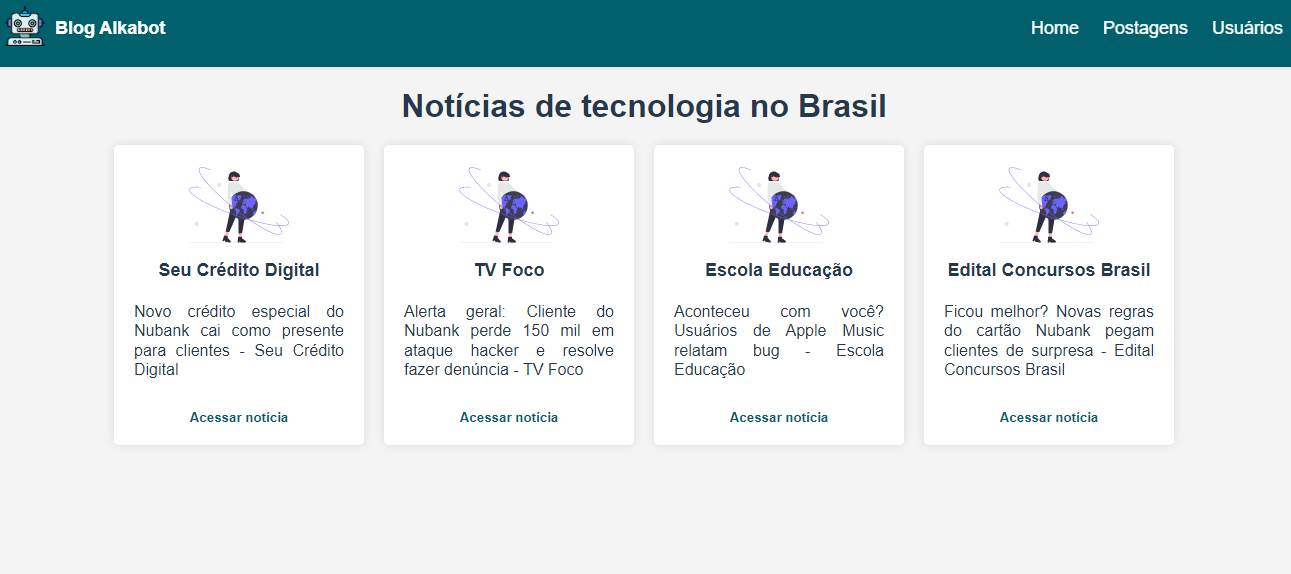 Blog Alkabot
Home Postagens Usuários
Notícias de tecnologia no Brasil
Seu Crédito Digital
Novo crédito especial do
Nubank cai como presente
para clientes - Seu Crédito
Digital
Acessar notícia
TV Foco
Alerta geral: Cliente do
Nubank perde 150 mil em
ataque hacker e resolve
fazer denúncia - TV Foco
Acessar notícia
Escola Educação
Aconteceu com você?
Usuários de Apple Music
relatam bug - Escola
Educação
Acessar notícia
Edital Concursos Brasil
Ficou melhor? Novas regras
do cartão Nubank pegam
clientes de surpresa - Edital
Concursos Brasil
Acessar notícia